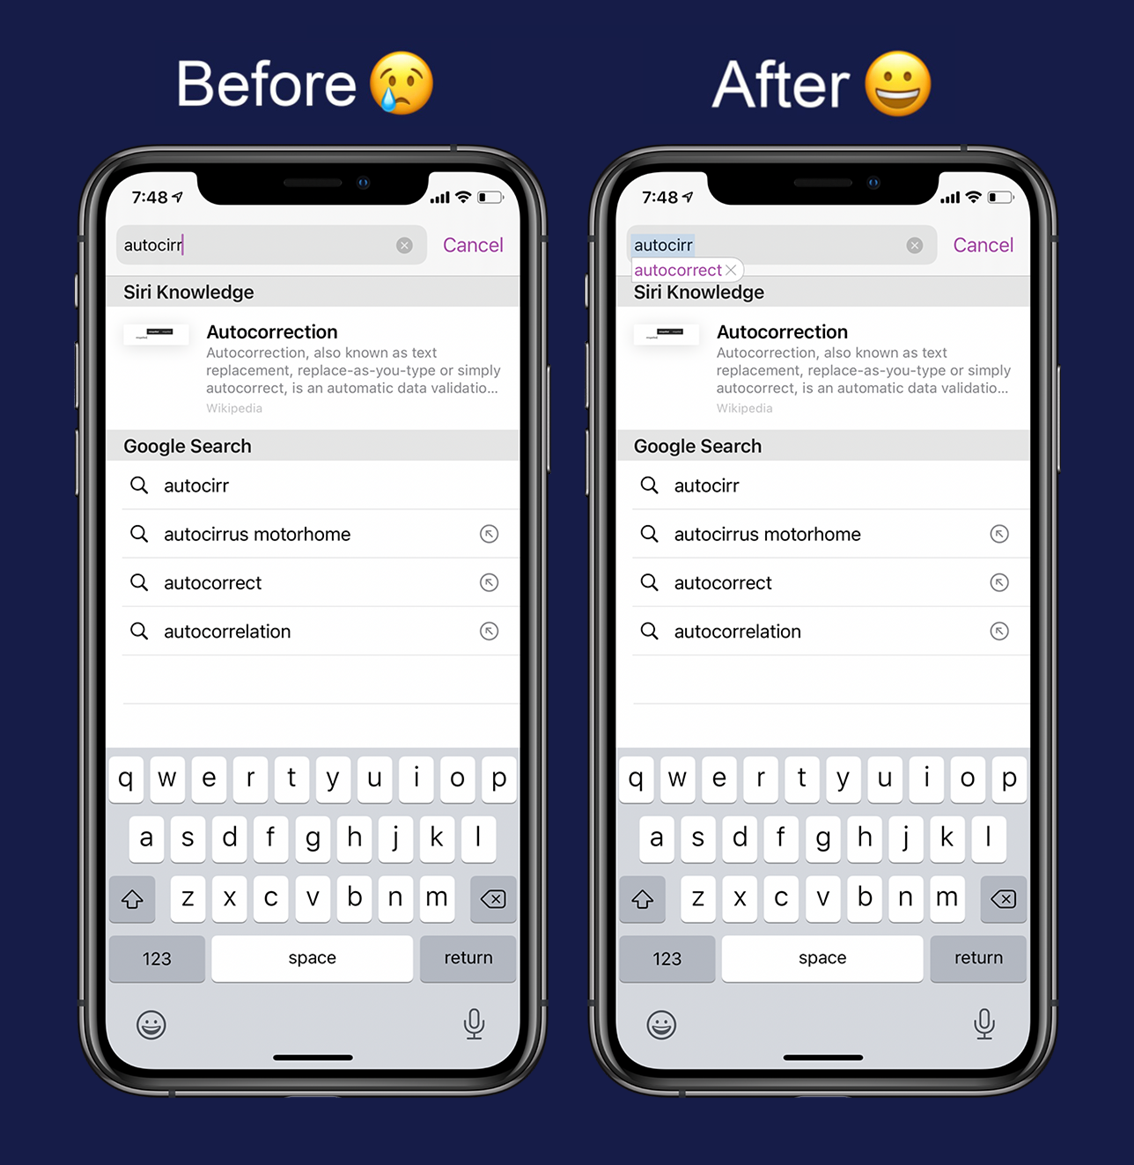 Before 😢
After 😀
7:48
autocirr
Cancel
Siri Knowledge
Autocorrection
Autocorrection, also known as text
replacement, replace-as-you-type or simply
autocorrect, is an automatic data validatio...
Wikipedia
Google Search
autocirr
autocirrus motorhome
autocorrect
autocorrelation
q w e r t y u i o p
a s d f g h j k l
z x c v b n m
123 space return
7:48
autocirr
Cancel
autocorrect
Siri Knowledge
Autocorrection
Autocorrection, also known as text
replacement, replace-as-you-type or simply
autocorrect, is an automatic data validatio...
Wikipedia
Google Search
autocirr
autocirrus motorhome
autocorrect
autocorrelation
q w e r t y u i o p
a s d f g h j k l
z x c v b n m
123 space return